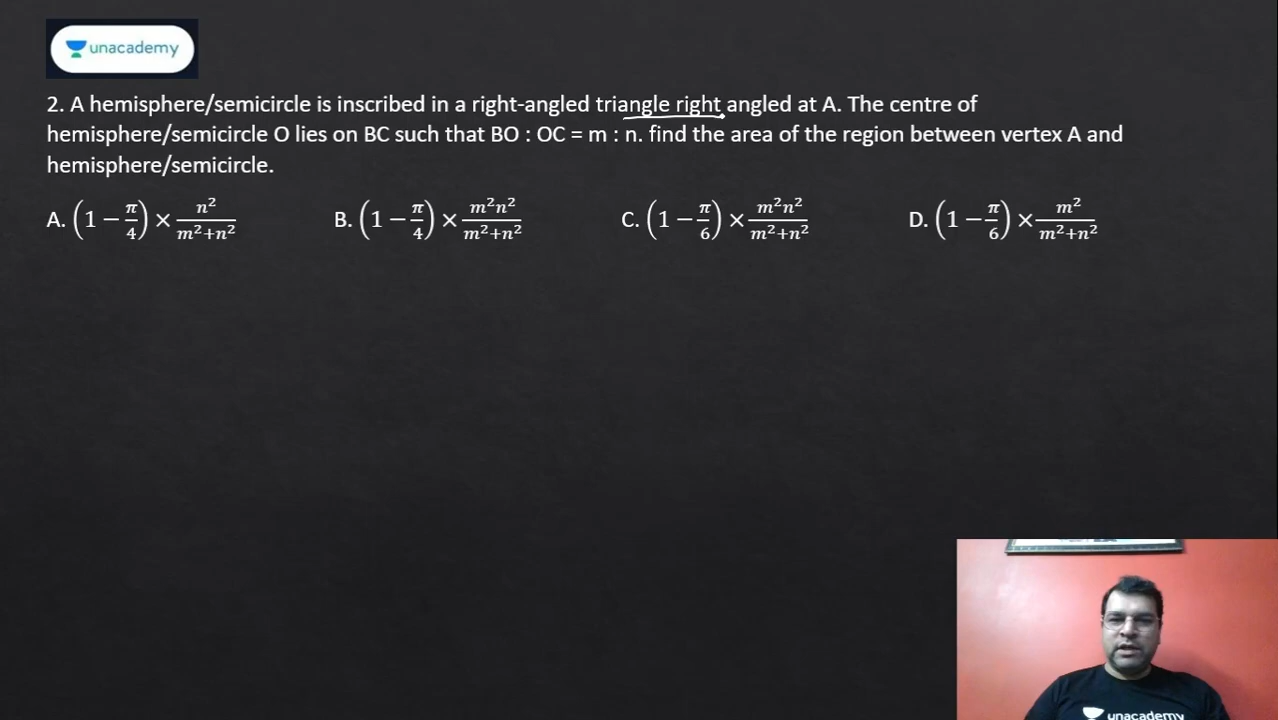 unacademy
2. A hemisphere/semicircle is inscribed in a right-angled triangle right angled at A. The centre of
hemisphere/semicircle O lies on BC such that BO : OC = m : n. find the area of the region between vertex A and
hemisphere/semicircle.
A. (1 − π/4) × n²/(m²+n²) B. (1 − π/4) × m²n²/(m²+n²) C. (1 − π/6) × m²n²/(m²+n²) D. (1 − π/6) × m²/(m²+n²)
unacademy